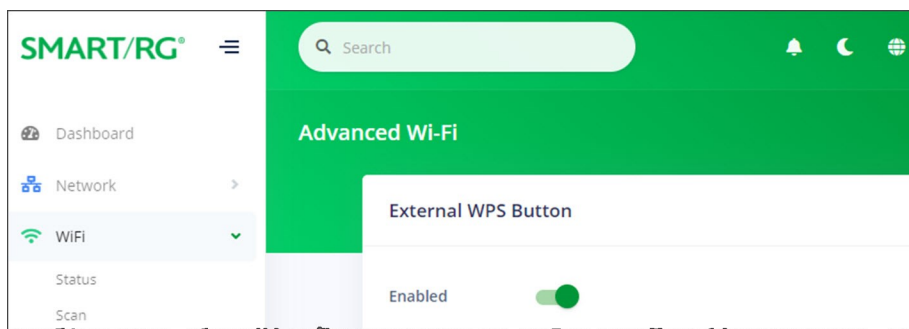 SMART/RG®
Search
Dashboard
Advanced Wi-Fi
Network
External WPS Button
WiFi
Status
Enabled
Scan